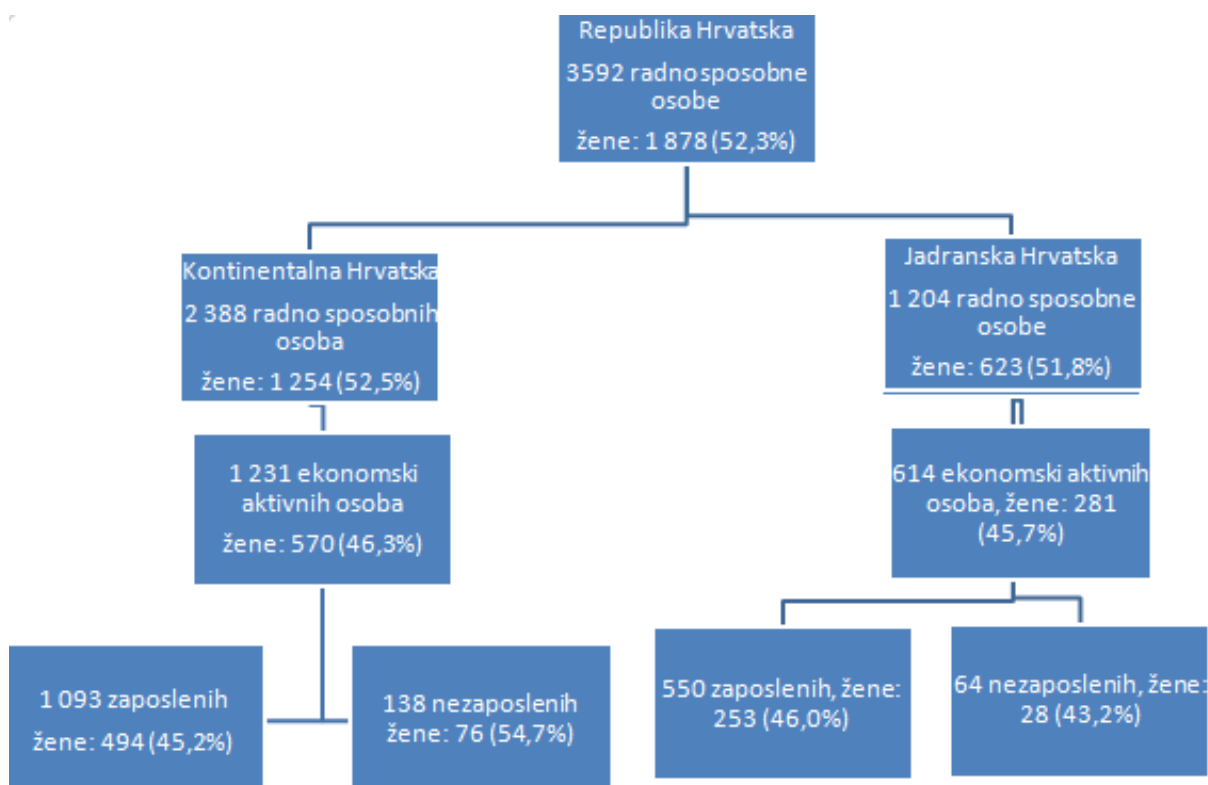 Republika Hrvatska
3592 radno sposobne
osobe
žene: 1 878 (52,3%)
Kontinentalna Hrvatska
2 388 radno sposobnih
osoba
žene: 1 254 (52,5%)
Jadranska Hrvatska
1 204 radno sposobne
osobe
žene: 623 (51,8%)
1 231 ekonomski
aktivnih osoba
žene: 570 (46,3%)
614 ekonomski aktivnih
osoba, žene: 281
(45,7%)
1 093 zaposlenih
žene: 494 (45,2%)
138 nezaposlenih
žene: 76 (54,7%)
550 zaposlenih, žene:
253 (46,0%)
64 nezaposlenih, žene:
28 (43,2%)